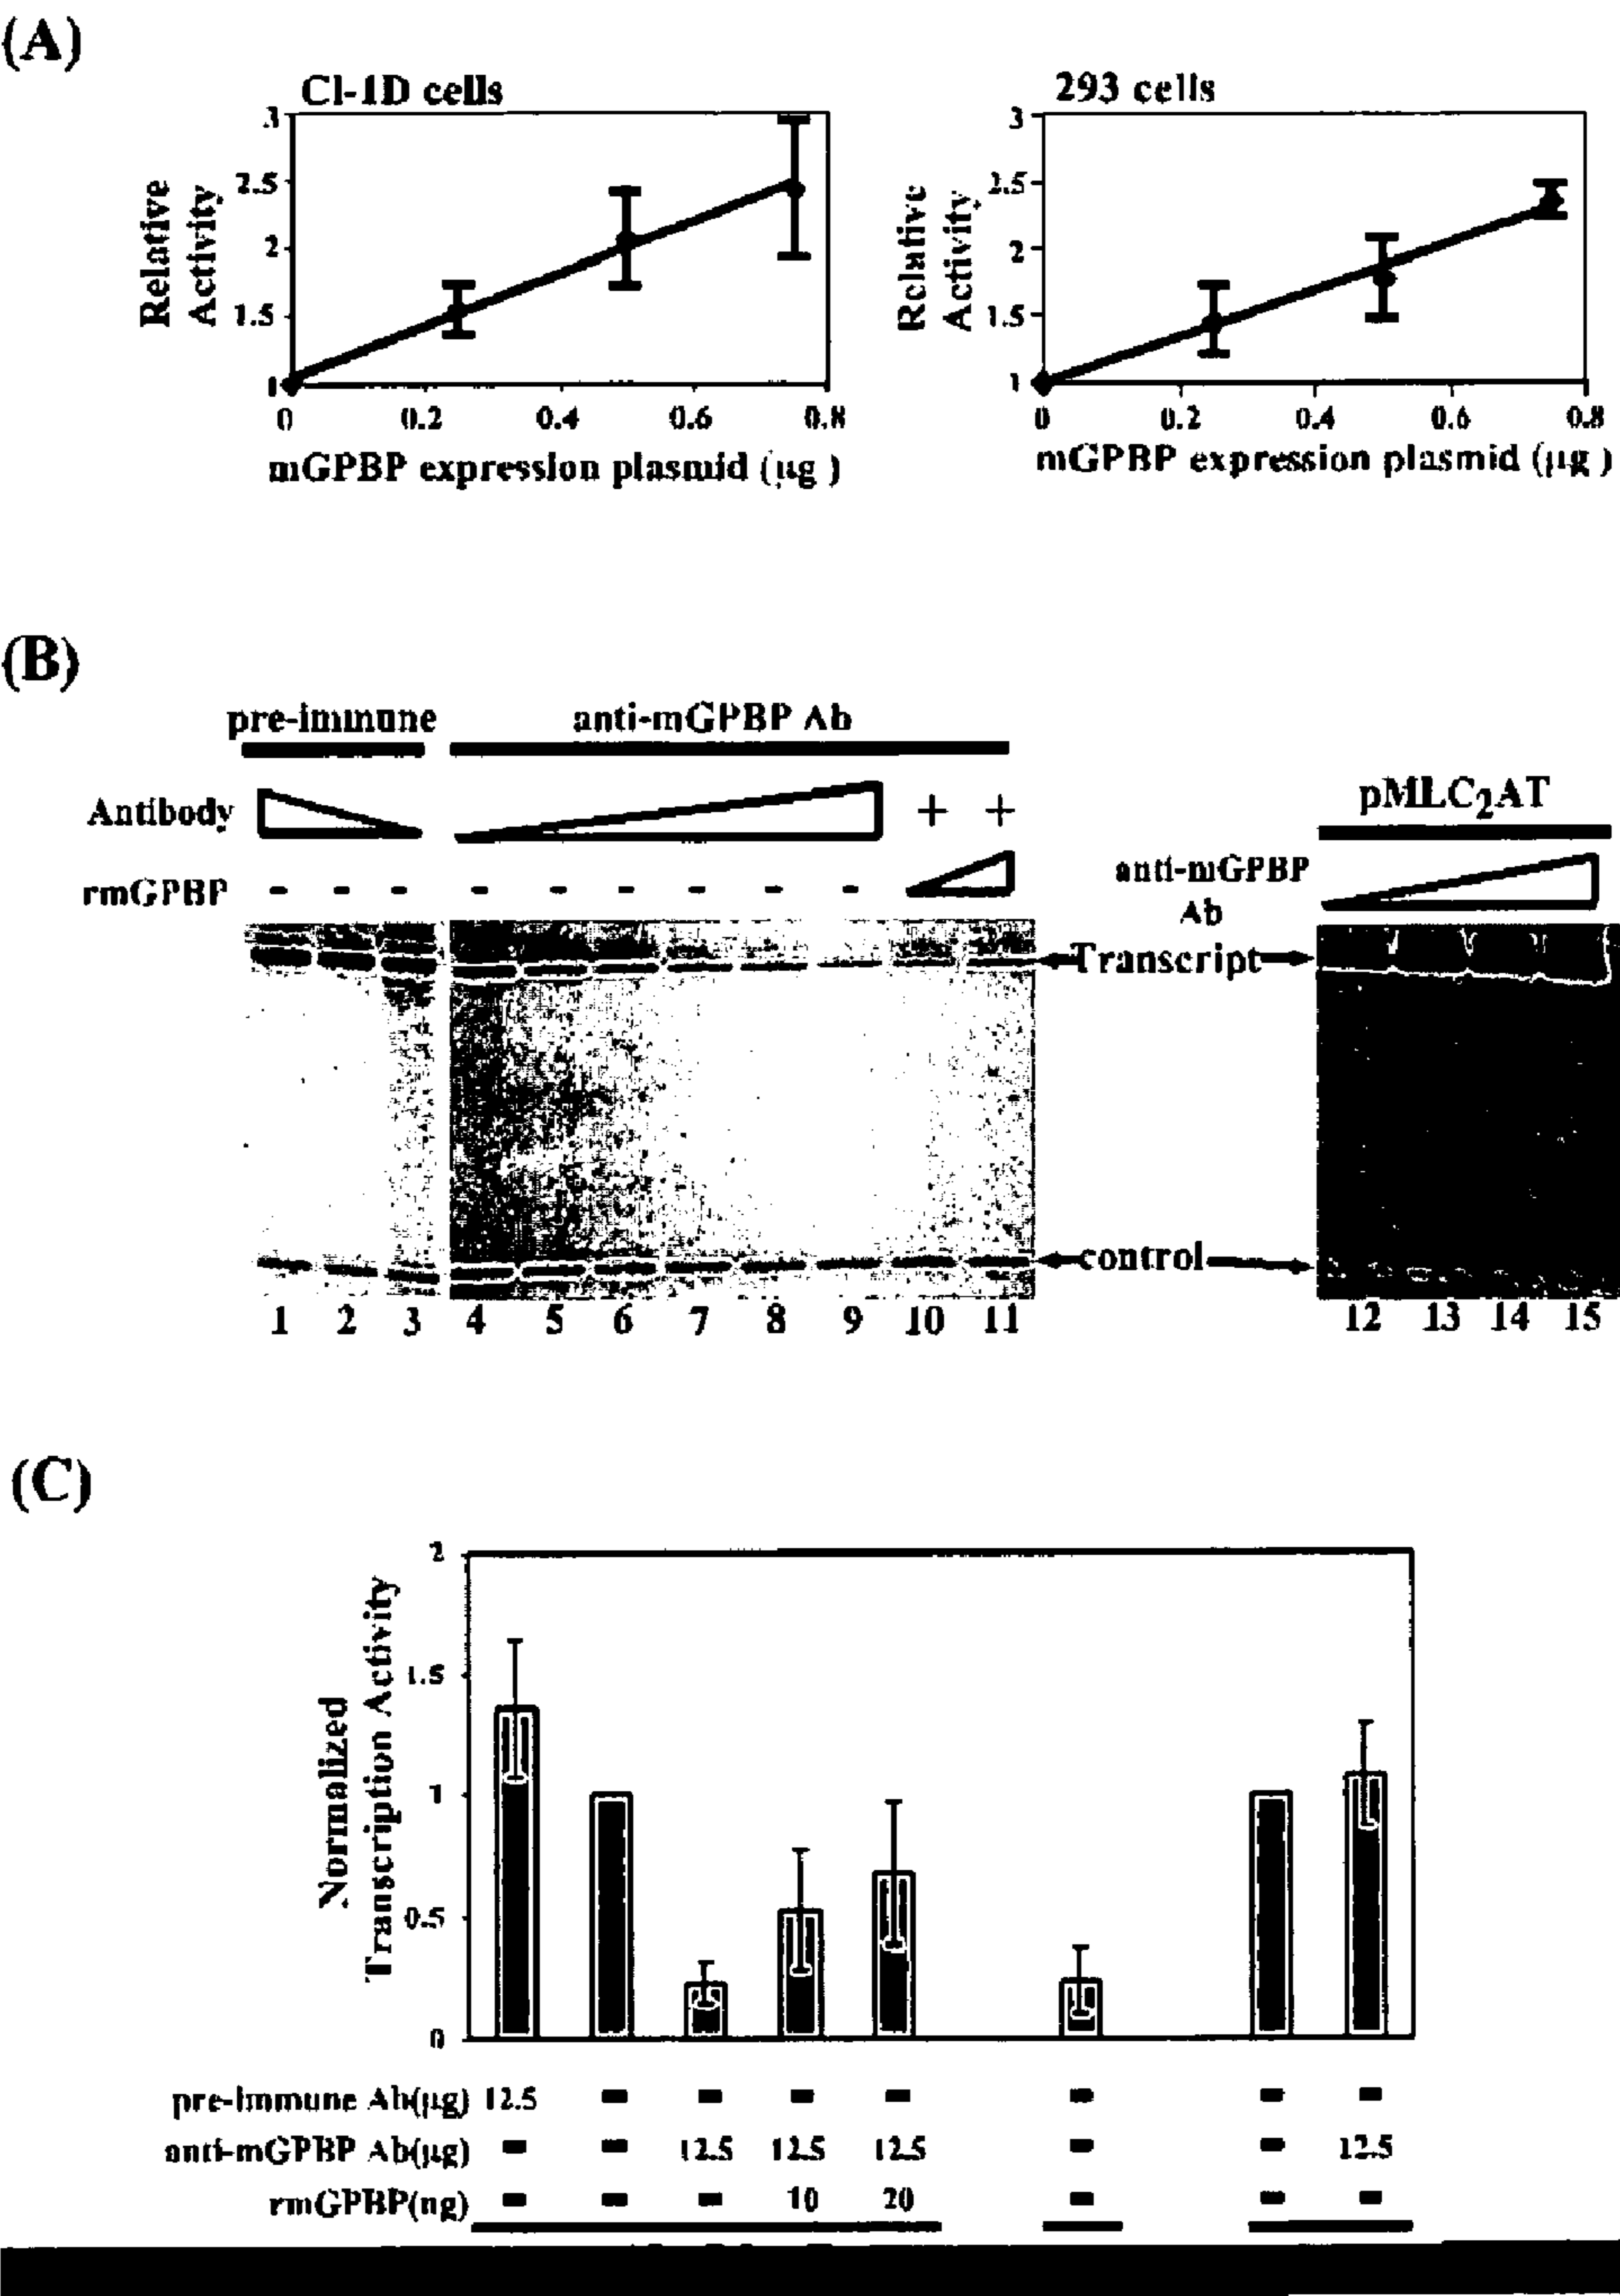 (A)
Cl-1D cells
293 cells
Relative
Activity
3
2.5
2
1.5
1
0 0.2 0.4 0.6 0.8
mGPBP expression plasmid (µg )
Relative
Activity
3
2.5
2
1.5
1
0 0.2 0.4 0.6 0.8
mGPBP expression plasmid (µg )
(B)
pre-immune anti-mGPBP Ab
Antibody + +
rmGPBP - - - - - - - - -
pMLC2AT
anti-mGPBP
Ab
Transcript
control
1 2 3 4 5 6 7 8 9 10 11
12 13 14 15
(C)
Normalized
Transcription Activity
2
1.5
1
0.5
0
pre-immune Ab(µg) 12.5 - - - - - - -
anti-mGPBP Ab(µg) - - 12.5 12.5 12.5 - - 12.5
rmGPBP(ng) - - - 10 20 - - -